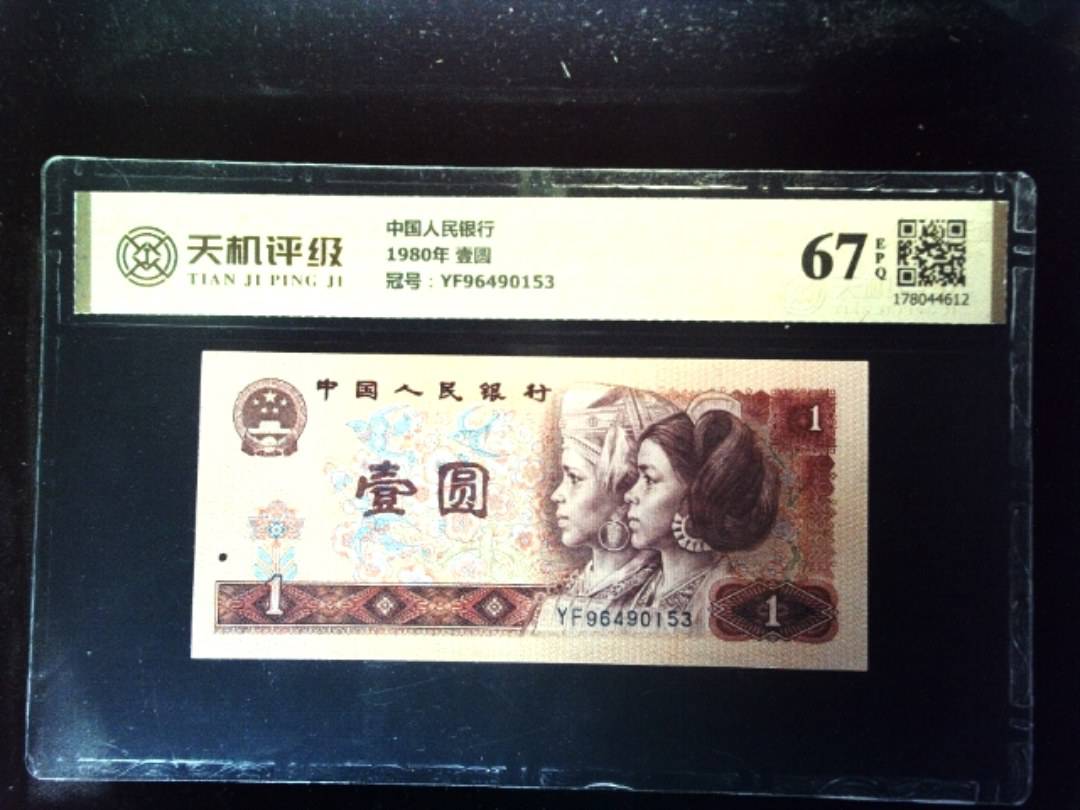 天机评级
TIAN JI PING JI
中国人民银行
1980年 壹圆
冠号：YF96490153
67
EPQ
178044612
中国人民银行
1
壹圆
1
YF96490153
1